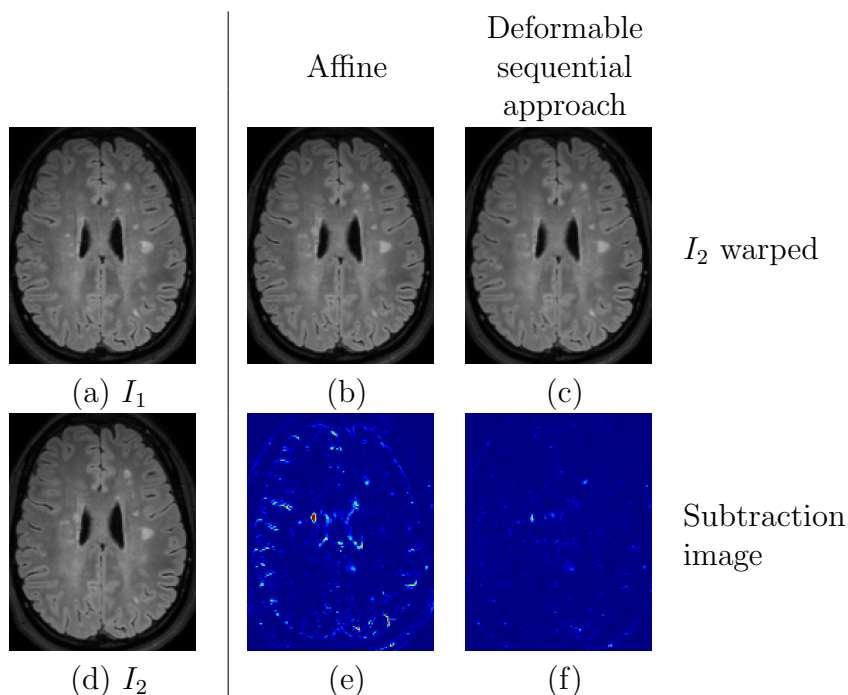 Affine
Deformable
sequential
approach
I₂ warped
(a) I₁
(b)
(c)
Subtraction
image
(d) I₂
(e)
(f)